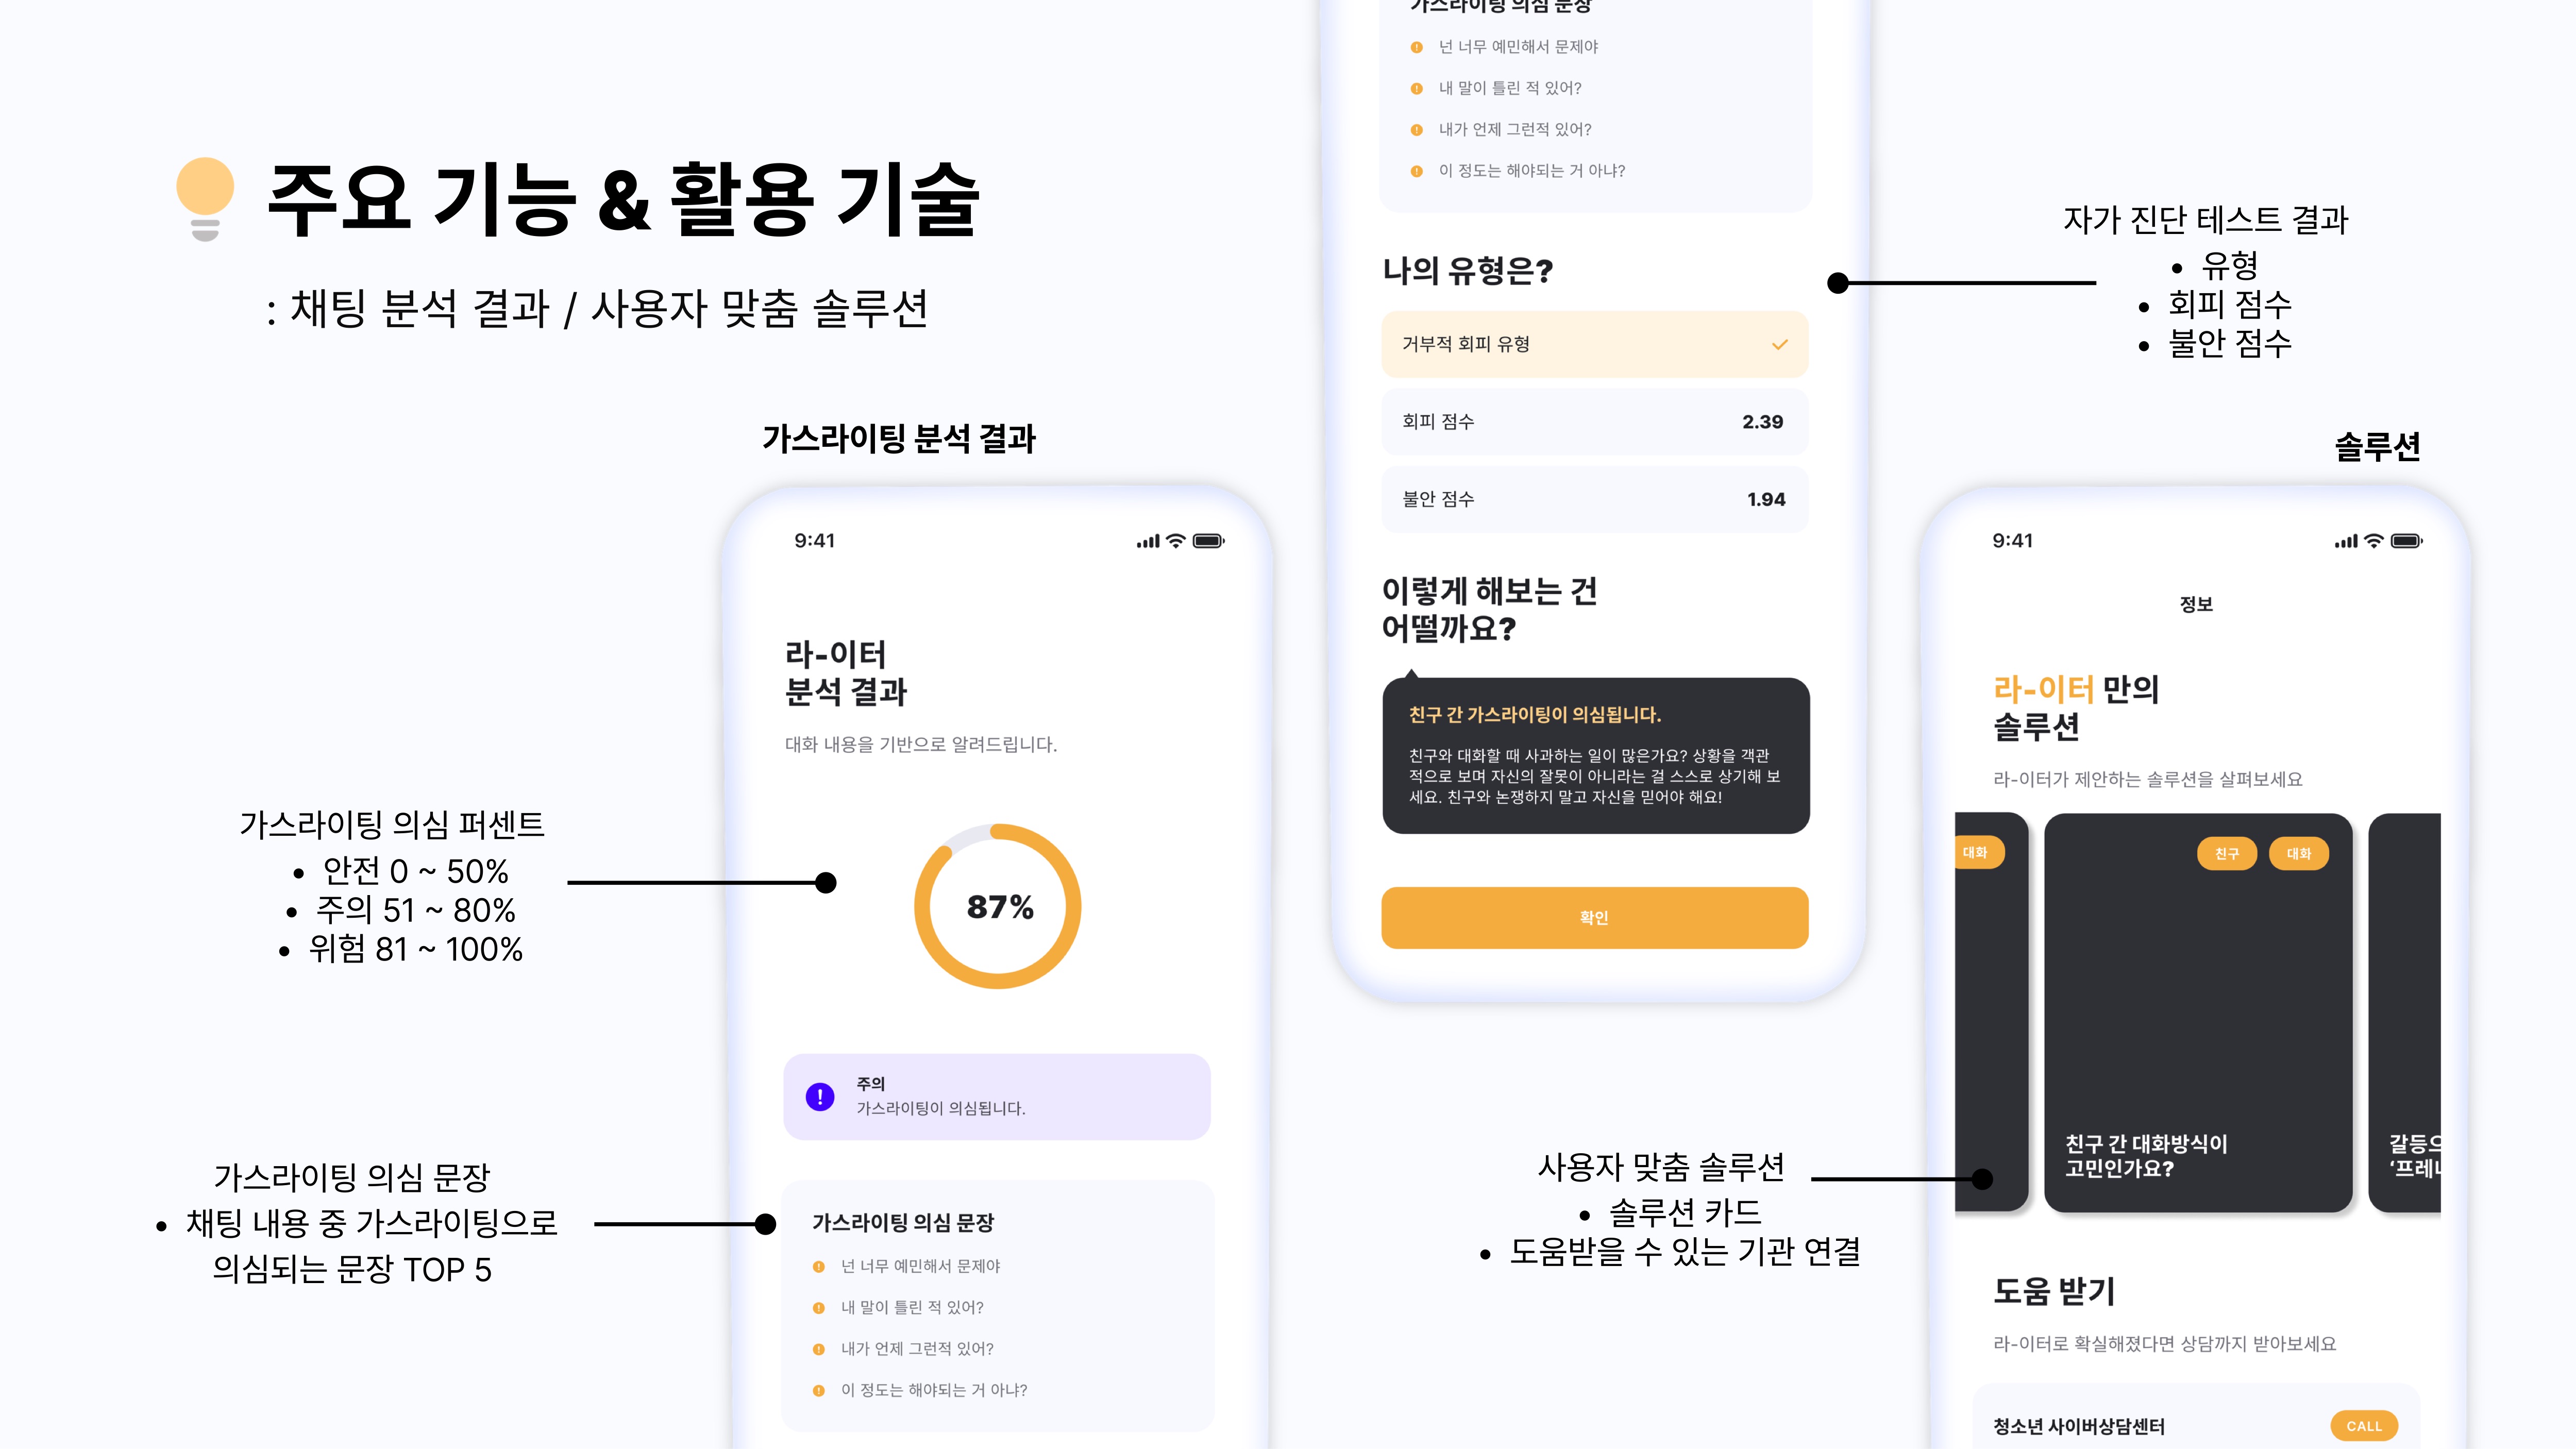 주요 기능 & 활용 기술
: 채팅 분석 결과 / 사용자 맞춤 솔루션
가스라이팅 분석 결과
가스라이팅 의심 퍼센트
• 안전 0 ~ 50%
• 주의 51 ~ 80%
• 위험 81 ~ 100%
가스라이팅 의심 문장
• 채팅 내용 중 가스라이팅으로
의심되는 문장 TOP 5
9:41
라-이터
분석 결과
대화 내용을 기반으로 알려드립니다.
87%
주의
가스라이팅이 의심됩니다.
가스라이팅 의심 문장
넌 너무 예민해서 문제야
내 말이 틀린 적 있어?
내가 언제 그런적 있어?
이 정도는 해야되는 거 아냐?
가스라이팅 의심 문장
넌 너무 예민해서 문제야
내 말이 틀린 적 있어?
내가 언제 그런적 있어?
이 정도는 해야되는 거 아냐?
나의 유형은?
거부적 회피 유형
회피 점수 2.39
불안 점수 1.94
이렇게 해보는 건
어떨까요?
친구 간 가스라이팅이 의심됩니다.
친구와 대화할 때 사과하는 일이 많은가요? 상황을 객관
적으로 보며 자신의 잘못이 아니라는 걸 스스로 상기해 보
세요. 친구와 논쟁하지 말고 자신을 믿어야 해요!
확인
자가 진단 테스트 결과
• 유형
• 회피 점수
• 불안 점수
사용자 맞춤 솔루션
• 솔루션 카드
• 도움받을 수 있는 기관 연결
솔루션
9:41
정보
라-이터 만의
솔루션
라-이터가 제안하는 솔루션을 살펴보세요
대화
친구 대화
친구 간 대화방식이
고민인가요?
갈등으
‘프레너
도움 받기
라-이터로 확실해졌다면 상담까지 받아보세요
청소년 사이버상담센터 CALL